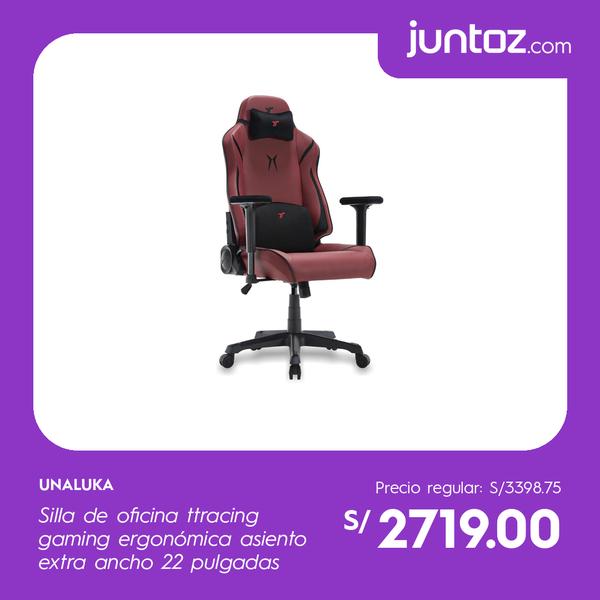 juntoz.com
UNALUKA
Silla de oficina ttracing
gaming ergonómica asiento
extra ancho 22 pulgadas
Precio regular: S/3398.75
S/ 2719.00